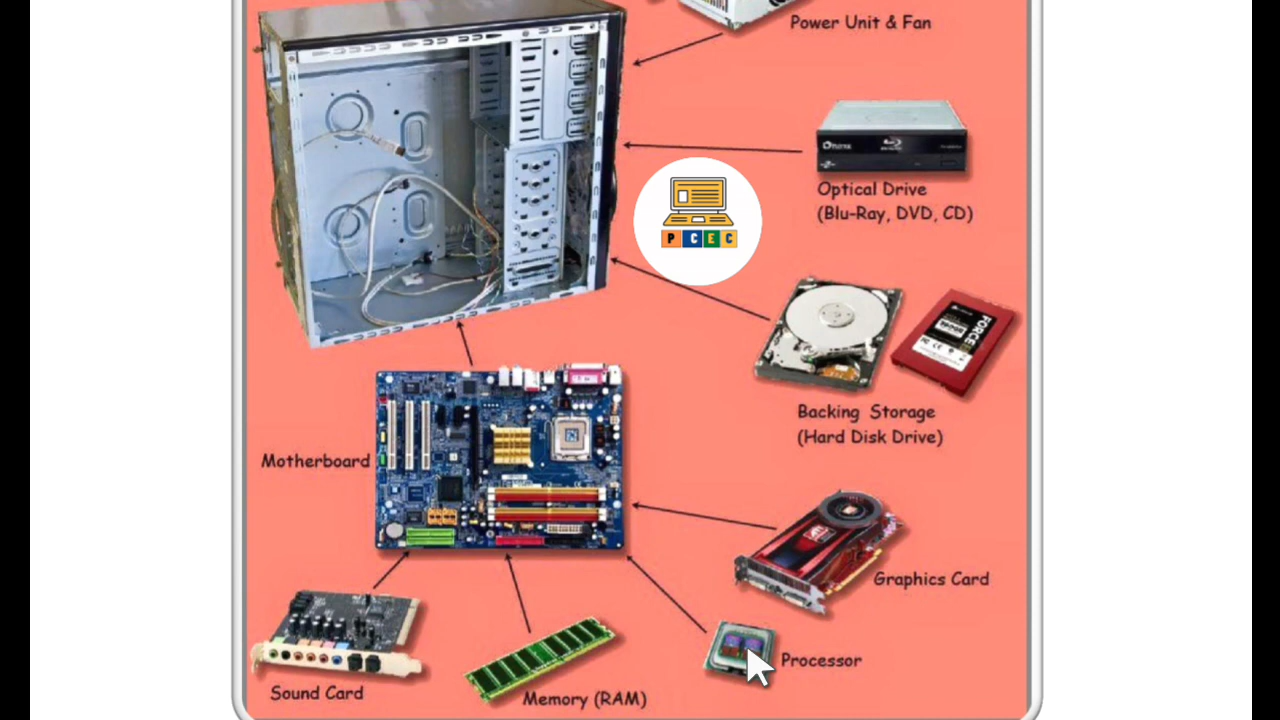 Power Unit & Fan
Optical Drive
(Blu-Ray, DVD, CD)
P C E C
FORCE
Backing Storage
(Hard Disk Drive)
Motherboard
Graphics Card
Processor
Sound Card
Memory (RAM)